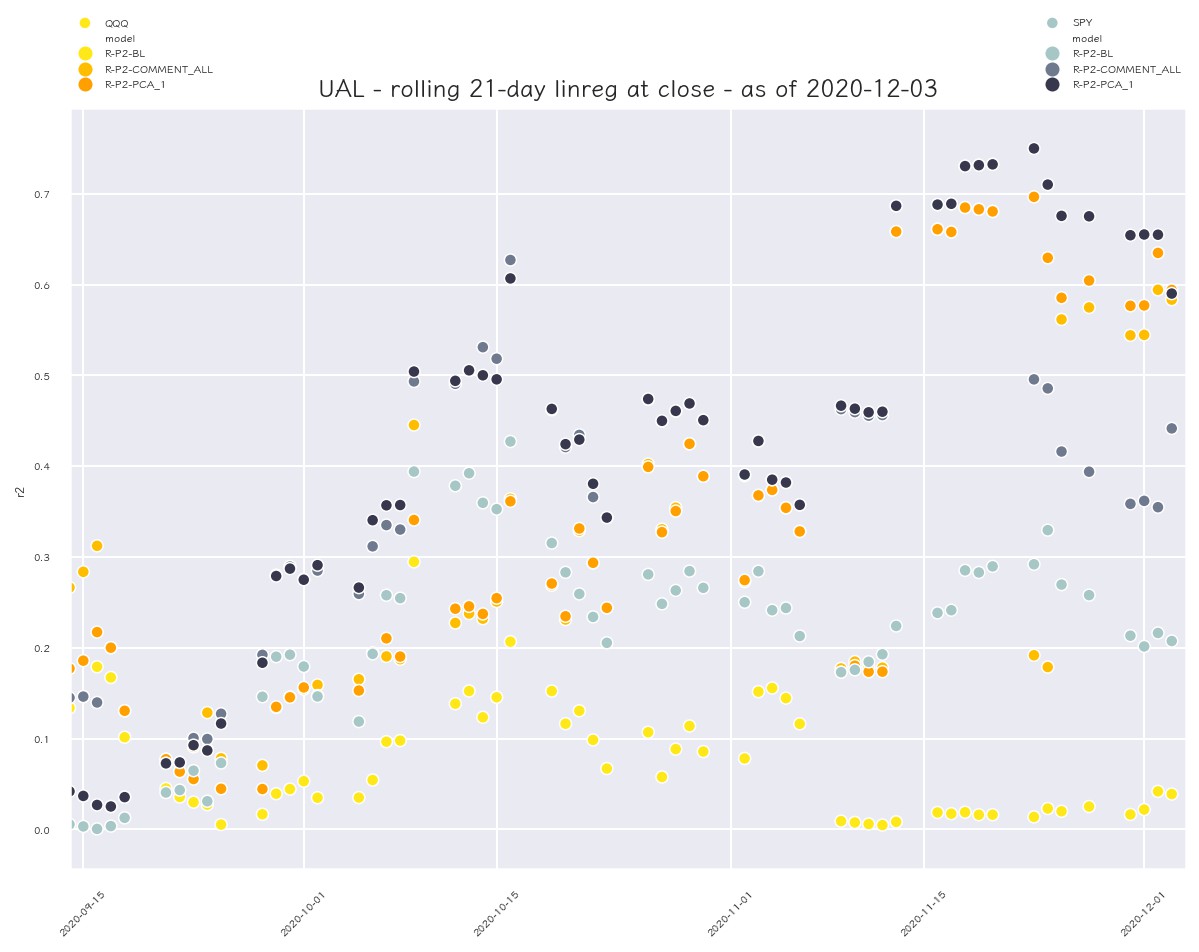 QQQ
model
R-P2-BL
R-P2-COMMENT_ALL
R-P2-PCA_1
SPY
model
R-P2-BL
R-P2-COMMENT_ALL
R-P2-PCA_1
UAL - rolling 21-day linreg at close - as of 2020-12-03
r2
0.7
0.6
0.5
0.4
0.3
0.2
0.1
0.0
2020-09-15
2020-10-01
2020-10-15
2020-11-01
2020-11-15
2020-12-01